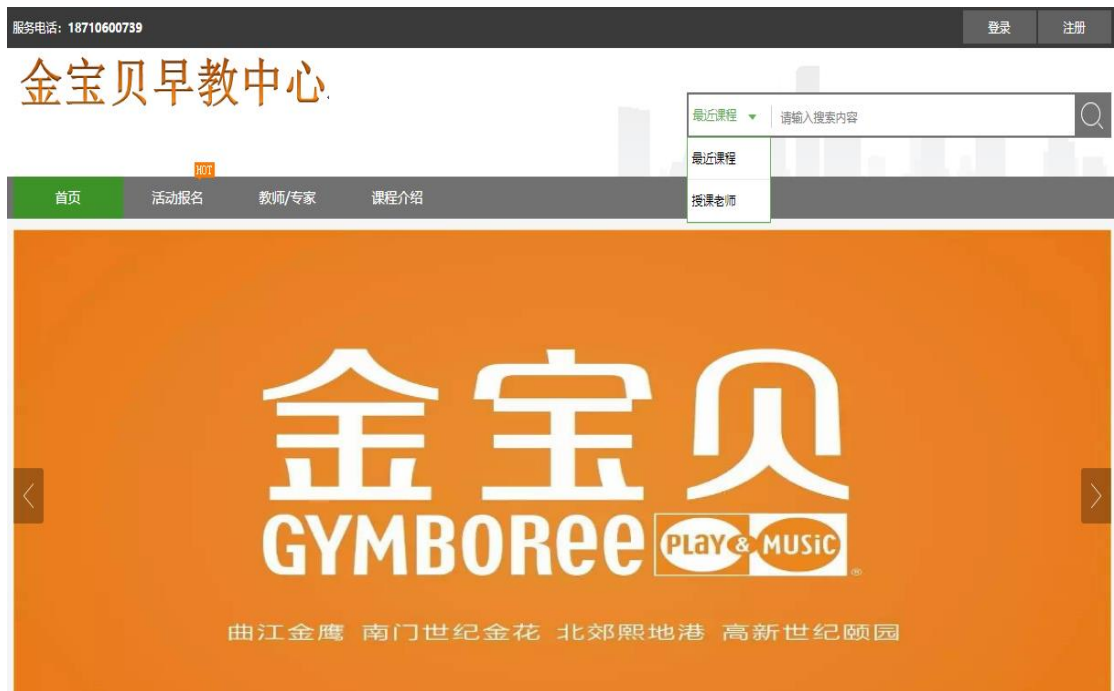 服务电话：18710600739 登录 注册
金宝贝早教中心
最近课程 请输入搜索内容
最近课程
授课老师
HOT
首页 活动报名 教师/专家 课程介绍
金宝贝
GYMBOREE PLAY & MUSIC ®
曲江金鹰 南门世纪金花 北郊熙地港 高新世纪颐园